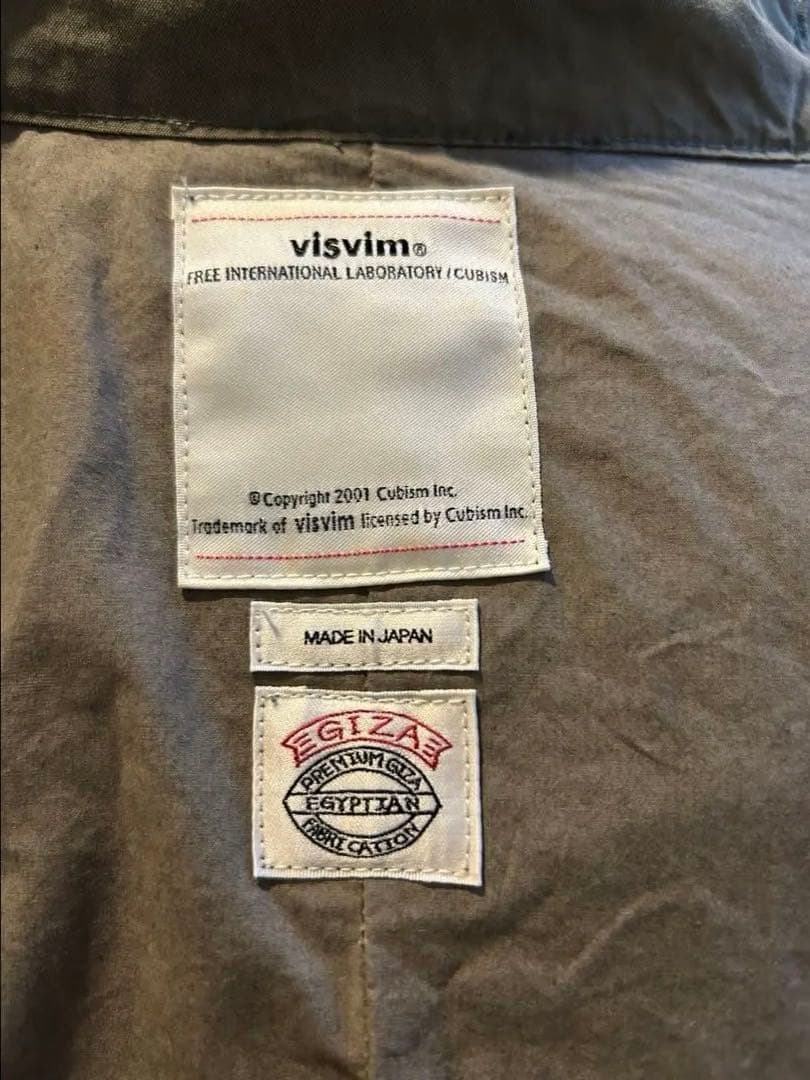 visvim®
FREE INTERNATIONAL LABORATORY / CUBISM
©Copyright 2001 Cubism Inc.
Trademark of visvim licensed by Cubism Inc.
MADE IN JAPAN
GIZA
PREMIUM GIZA
EGYPTIAN
FABRICATION